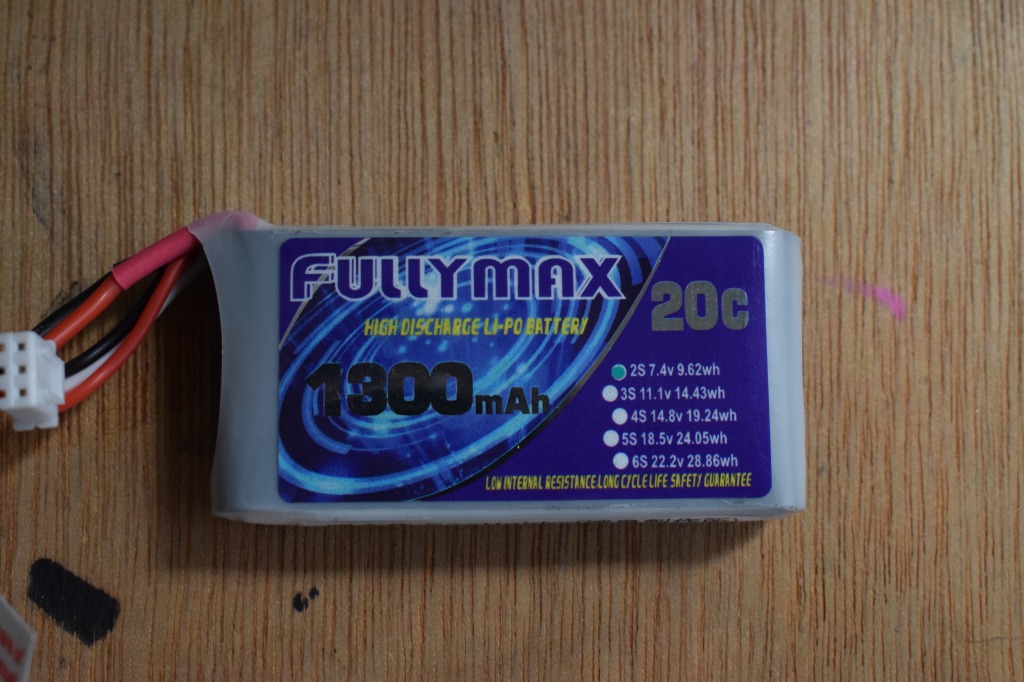 FULLYMAX
20C
HIGH DISCHARGE LI-PO BATTERY
1300mAh
2S 7.4v 9.62wh
3S 11.1v 14.43wh
4S 14.8v 19.24wh
5S 18.5v 24.05wh
6S 22.2v 28.86wh
LOW INTERNAL RESISTANCE.LONG CYCLE LIFE SAFETY GUARANTEE